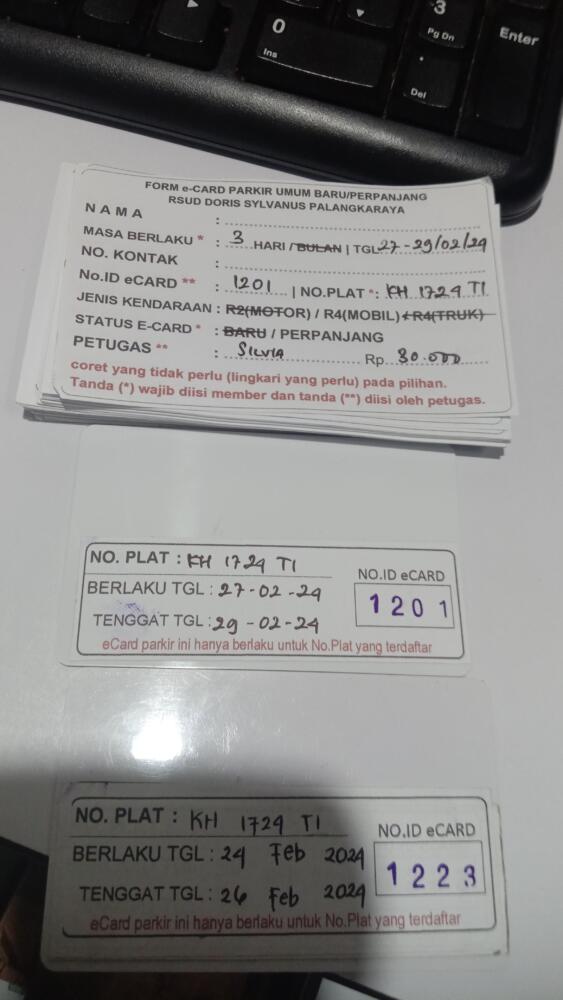 0
Ins
3
Pg Dn
.
Del
Enter
FORM e-CARD PARKIR UMUM BARU/PERPANJANG
RSUD DORIS SYLVANUS PALANGKARAYA
NAMA :
MASA BERLAKU * : 3 HARI / BULAN | TGL 27 - 29/02/24
NO. KONTAK :
No.ID eCARD ** : 1201 | NO.PLAT *: KH 1724 TI
JENIS KENDARAAN : R2(MOTOR) / R4(MOBIL) / R4(TRUK)
STATUS E-CARD * : BARU / PERPANJANG
PETUGAS ** : SILVIA Rp 30.000
coret yang tidak perlu (lingkari yang perlu) pada pilihan.
Tanda (*) wajib diisi member dan tanda (**) diisi oleh petugas.
NO. PLAT : KH 1724 TI
BERLAKU TGL : 27-02-24
TENGGAT TGL : 29-02-24
NO.ID eCARD
1201
eCard parkir ini hanya berlaku untuk No.Plat yang terdaftar
NO. PLAT : KH 1724 TI
BERLAKU TGL : 24 Feb 2024
TENGGAT TGL : 26 Feb 2024
NO.ID eCARD
1223
eCard parkir ini hanya berlaku untuk No.Plat yang terdaftar